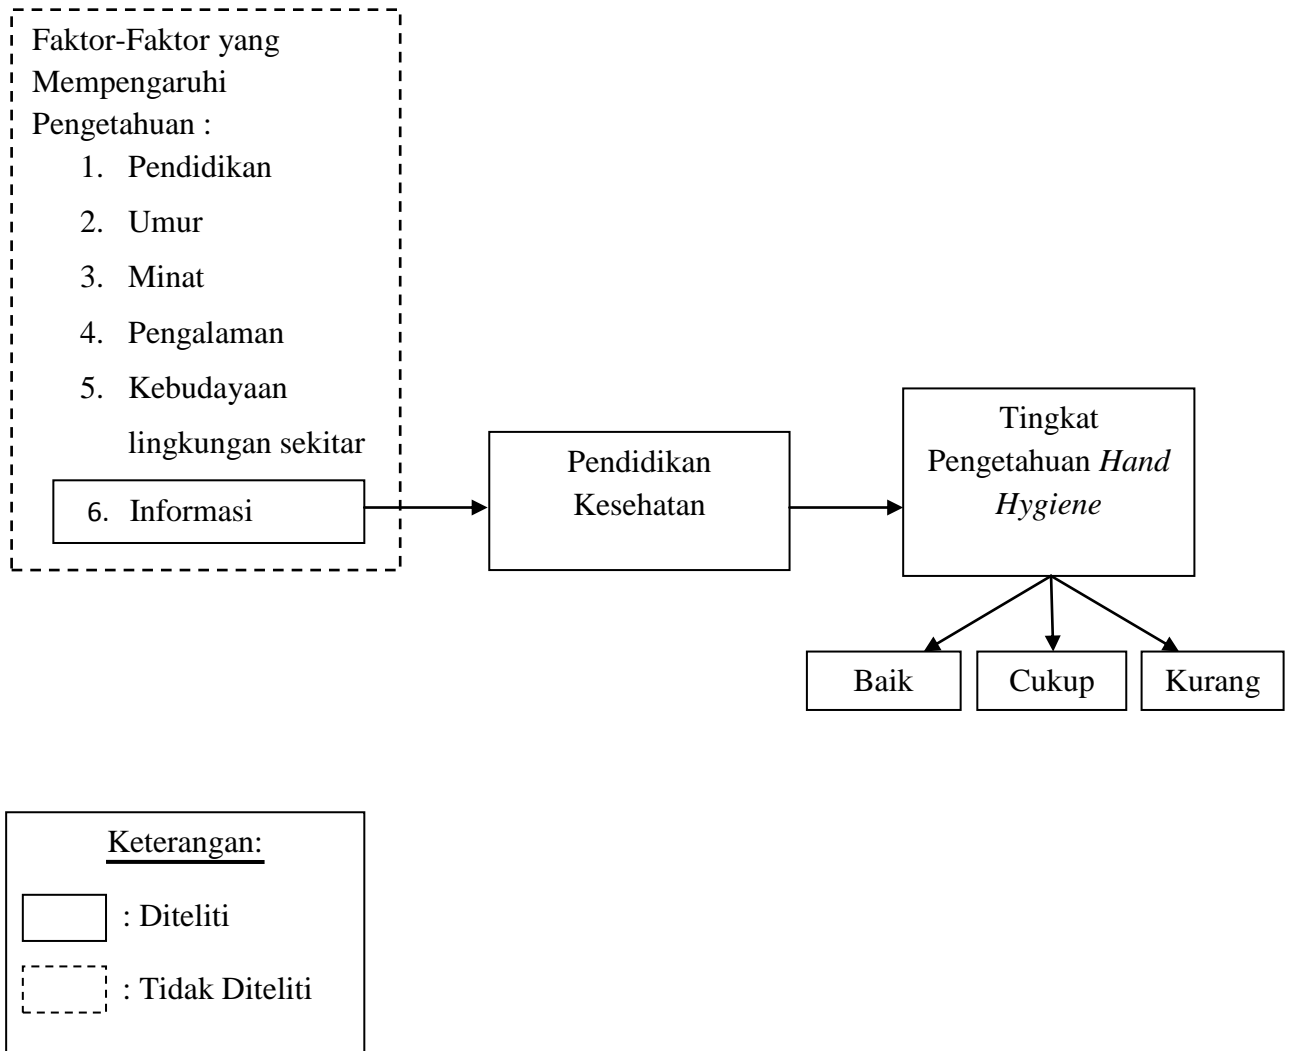 Faktor-Faktor yang
Mempengaruhi
Pengetahuan :
1. Pendidikan
2. Umur
3. Minat
4. Pengalaman
5. Kebudayaan
lingkungan sekitar
6. Informasi
Pendidikan
Kesehatan
Tingkat
Pengetahuan Hand
Hygiene
Baik
Cukup
Kurang
Keterangan:
: Diteliti
: Tidak Diteliti